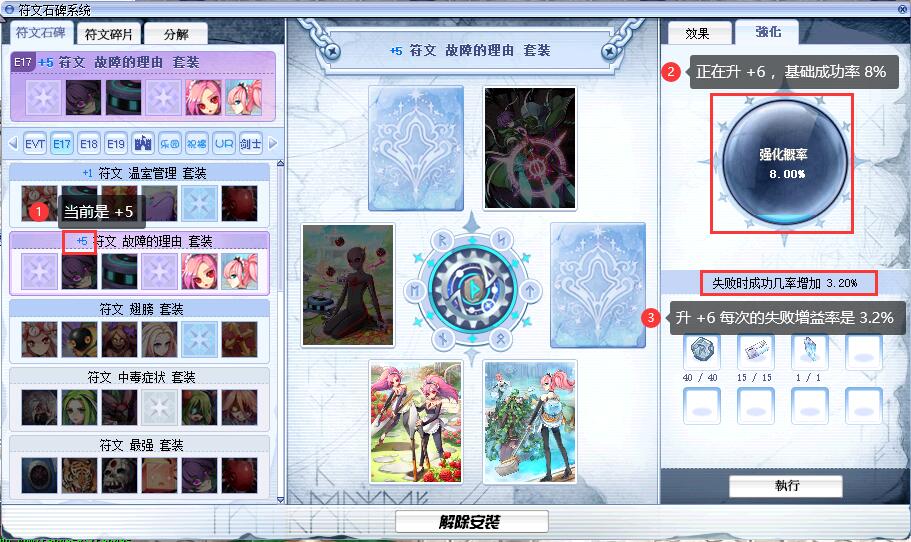 符文石碑系统
符文石碑
符文碎片
分解
E17 +5 符文 故障的理由 套装
EVT
E17
E18
E19
乐园
祝福
UR
剑士
+1 符文 温室管理 套装
1
当前是 +5
+5 符文 故障的理由 套装
符文 翅膀 套装
符文 中毒症状 套装
符文 最强 套装
+5 符文 故障的理由 套装
解除安装
效果
强化
2
正在升 +6 ，基础成功率 8%
强化概率
8.00%
失败时成功几率增加 3.20%
3
升 +6 每次的失败增益率是 3.2%
40 / 40
15 / 15
1 / 1
執行